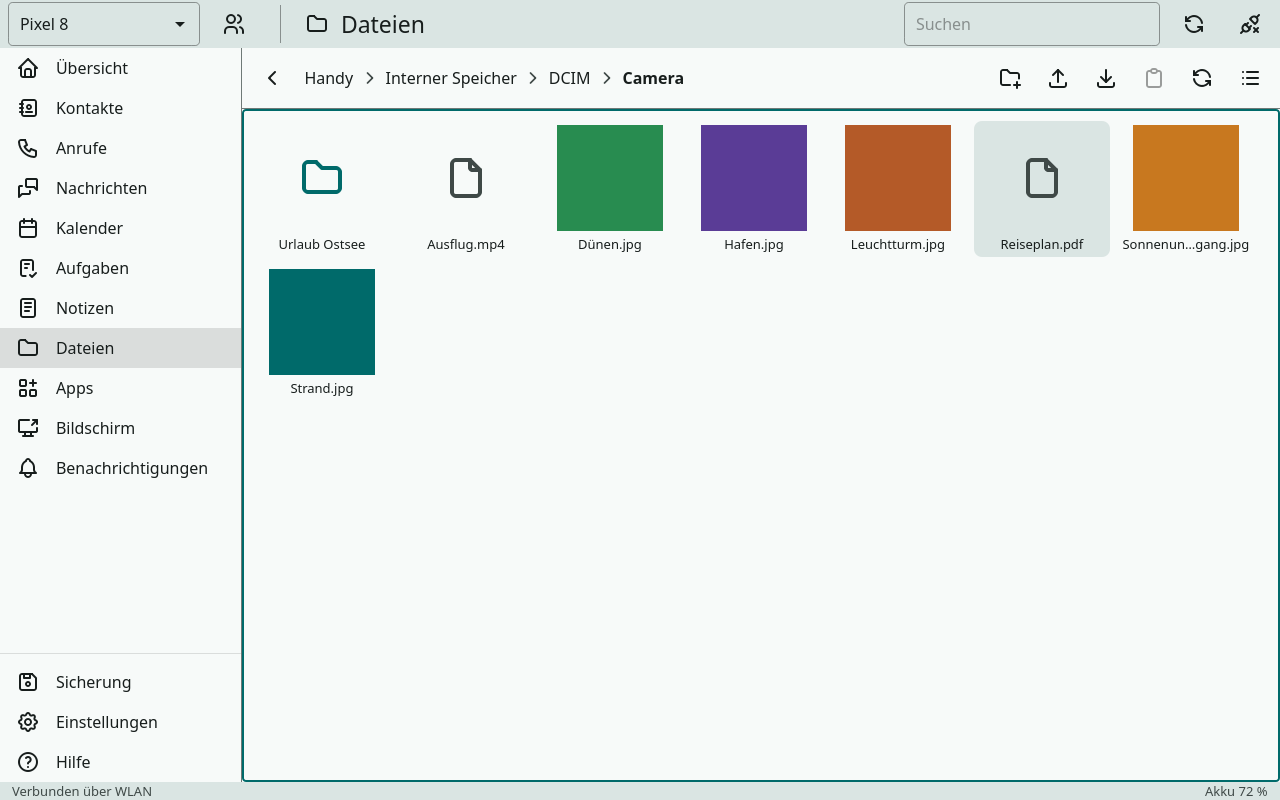 Pixel 8
Dateien
Suchen
Übersicht
Kontakte
Anrufe
Nachrichten
Kalender
Aufgaben
Notizen
Dateien
Apps
Bildschirm
Benachrichtigungen
Sicherung
Einstellungen
Hilfe
Handy Interner Speicher DCIM Camera
Urlaub Ostsee
Ausflug.mp4
Dünen.jpg
Hafen.jpg
Leuchtturm.jpg
Reiseplan.pdf
Sonnenun...gang.jpg
Strand.jpg
Verbunden über WLAN
Akku 72 %